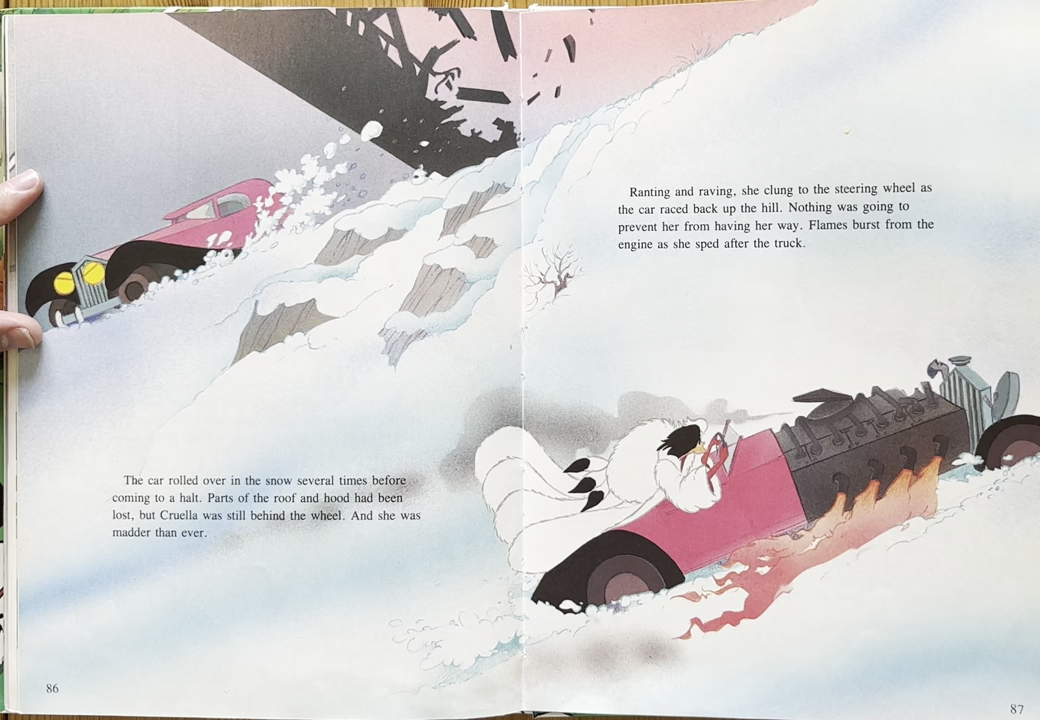 The car rolled over in the snow several times before
coming to a halt. Parts of the roof and hood had been
lost, but Cruella was still behind the wheel. And she was
madder than ever.
86
Ranting and raving, she clung to the steering wheel as
the car raced back up the hill. Nothing was going to
prevent her from having her way. Flames burst from the
engine as she sped after the truck.
87